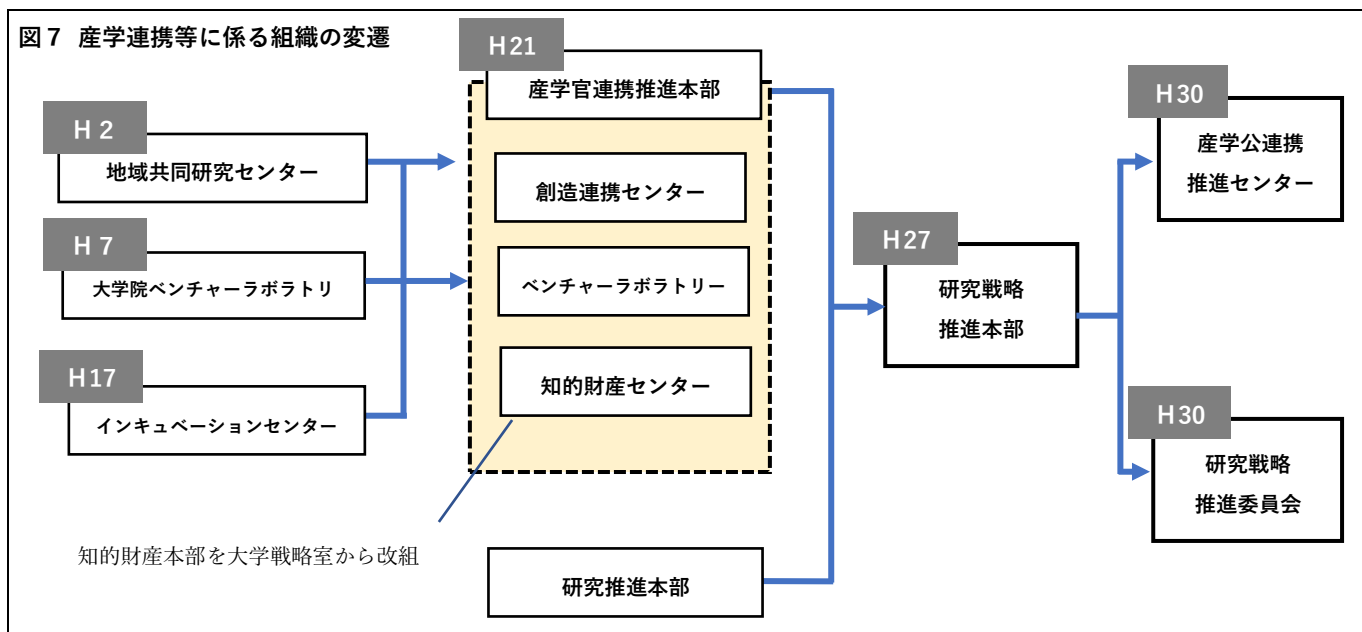 図７ 産学連携等に係る組織の変遷
Ｈ２
地域共同研究センター
Ｈ７
大学院ベンチャーラボラトリ
Ｈ17
インキュベーションセンター
Ｈ21
産学官連携推進本部
創造連携センター
ベンチャーラボラトリー
知的財産センター
知的財産本部を大学戦略室から改組
研究推進本部
Ｈ27
研究戦略
推進本部
Ｈ30
産学公連携
推進センター
Ｈ30
研究戦略
推進委員会